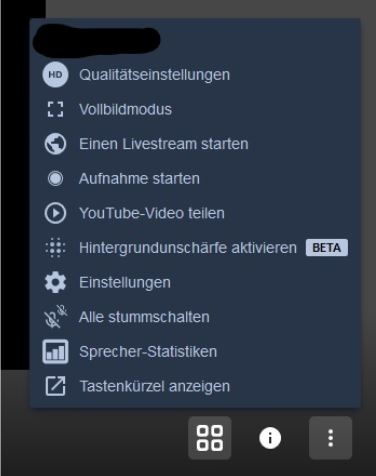 HD Qualitätseinstellungen
Vollbildmodus
Einen Livestream starten
Aufnahme starten
YouTube-Video teilen
Hintergrundunschärfe aktivieren BETA
Einstellungen
Alle stummschalten
Sprecher-Statistiken
Tastenkürzel anzeigen